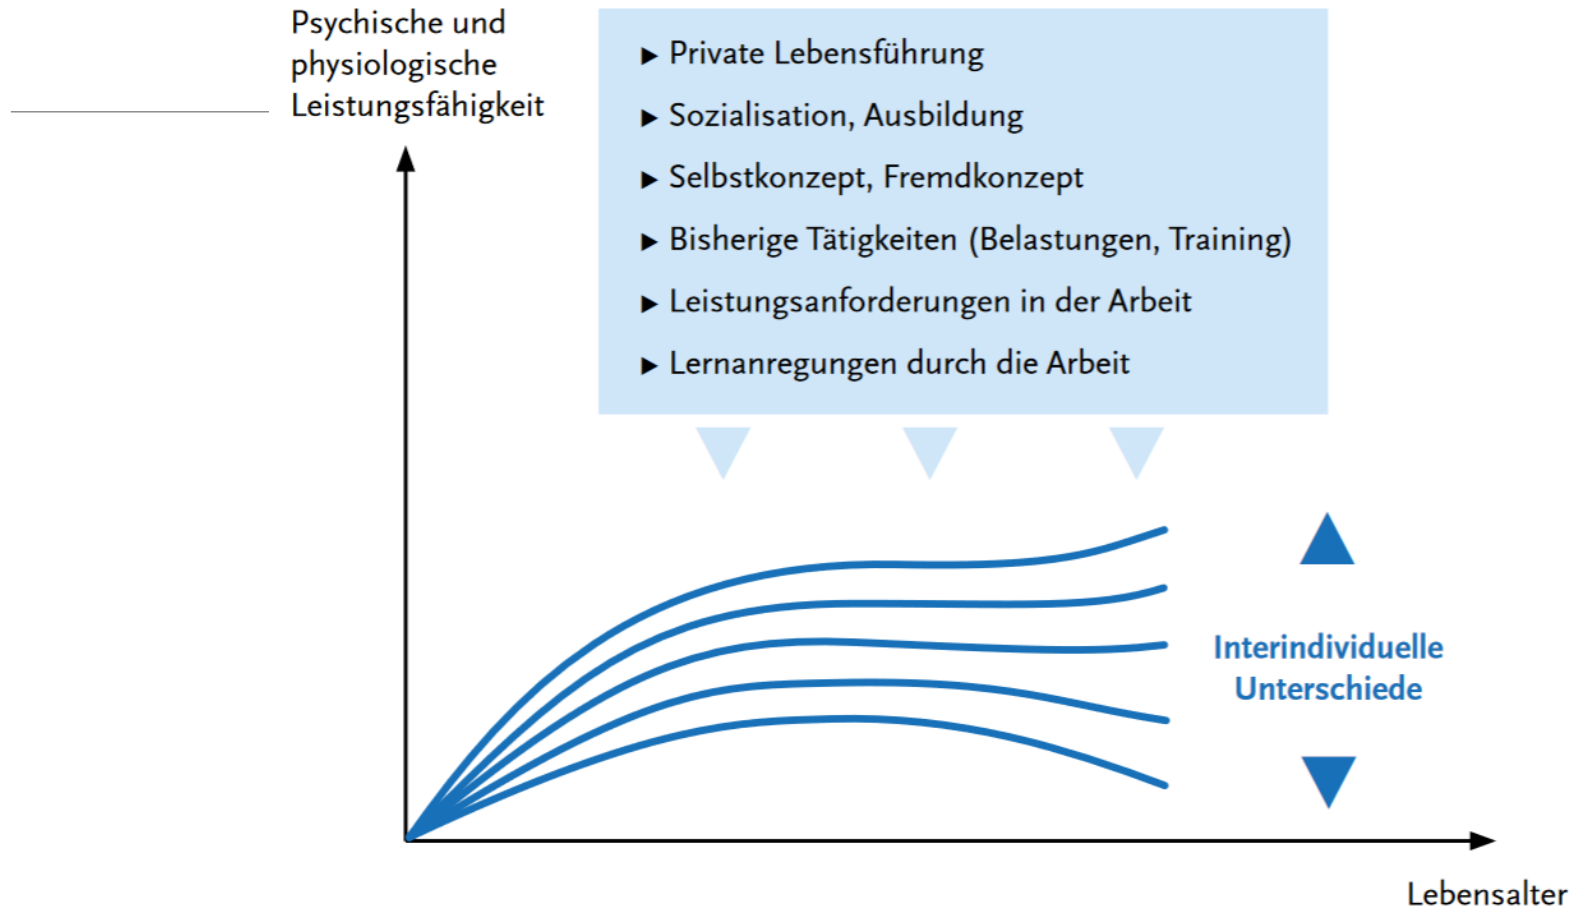 Psychische und
physiologische
Leistungsfähigkeit
► Private Lebensführung
► Sozialisation, Ausbildung
► Selbstkonzept, Fremdkonzept
► Bisherige Tätigkeiten (Belastungen, Training)
► Leistungsanforderungen in der Arbeit
► Lernanregungen durch die Arbeit
Interindividuelle
Unterschiede
Lebensalter